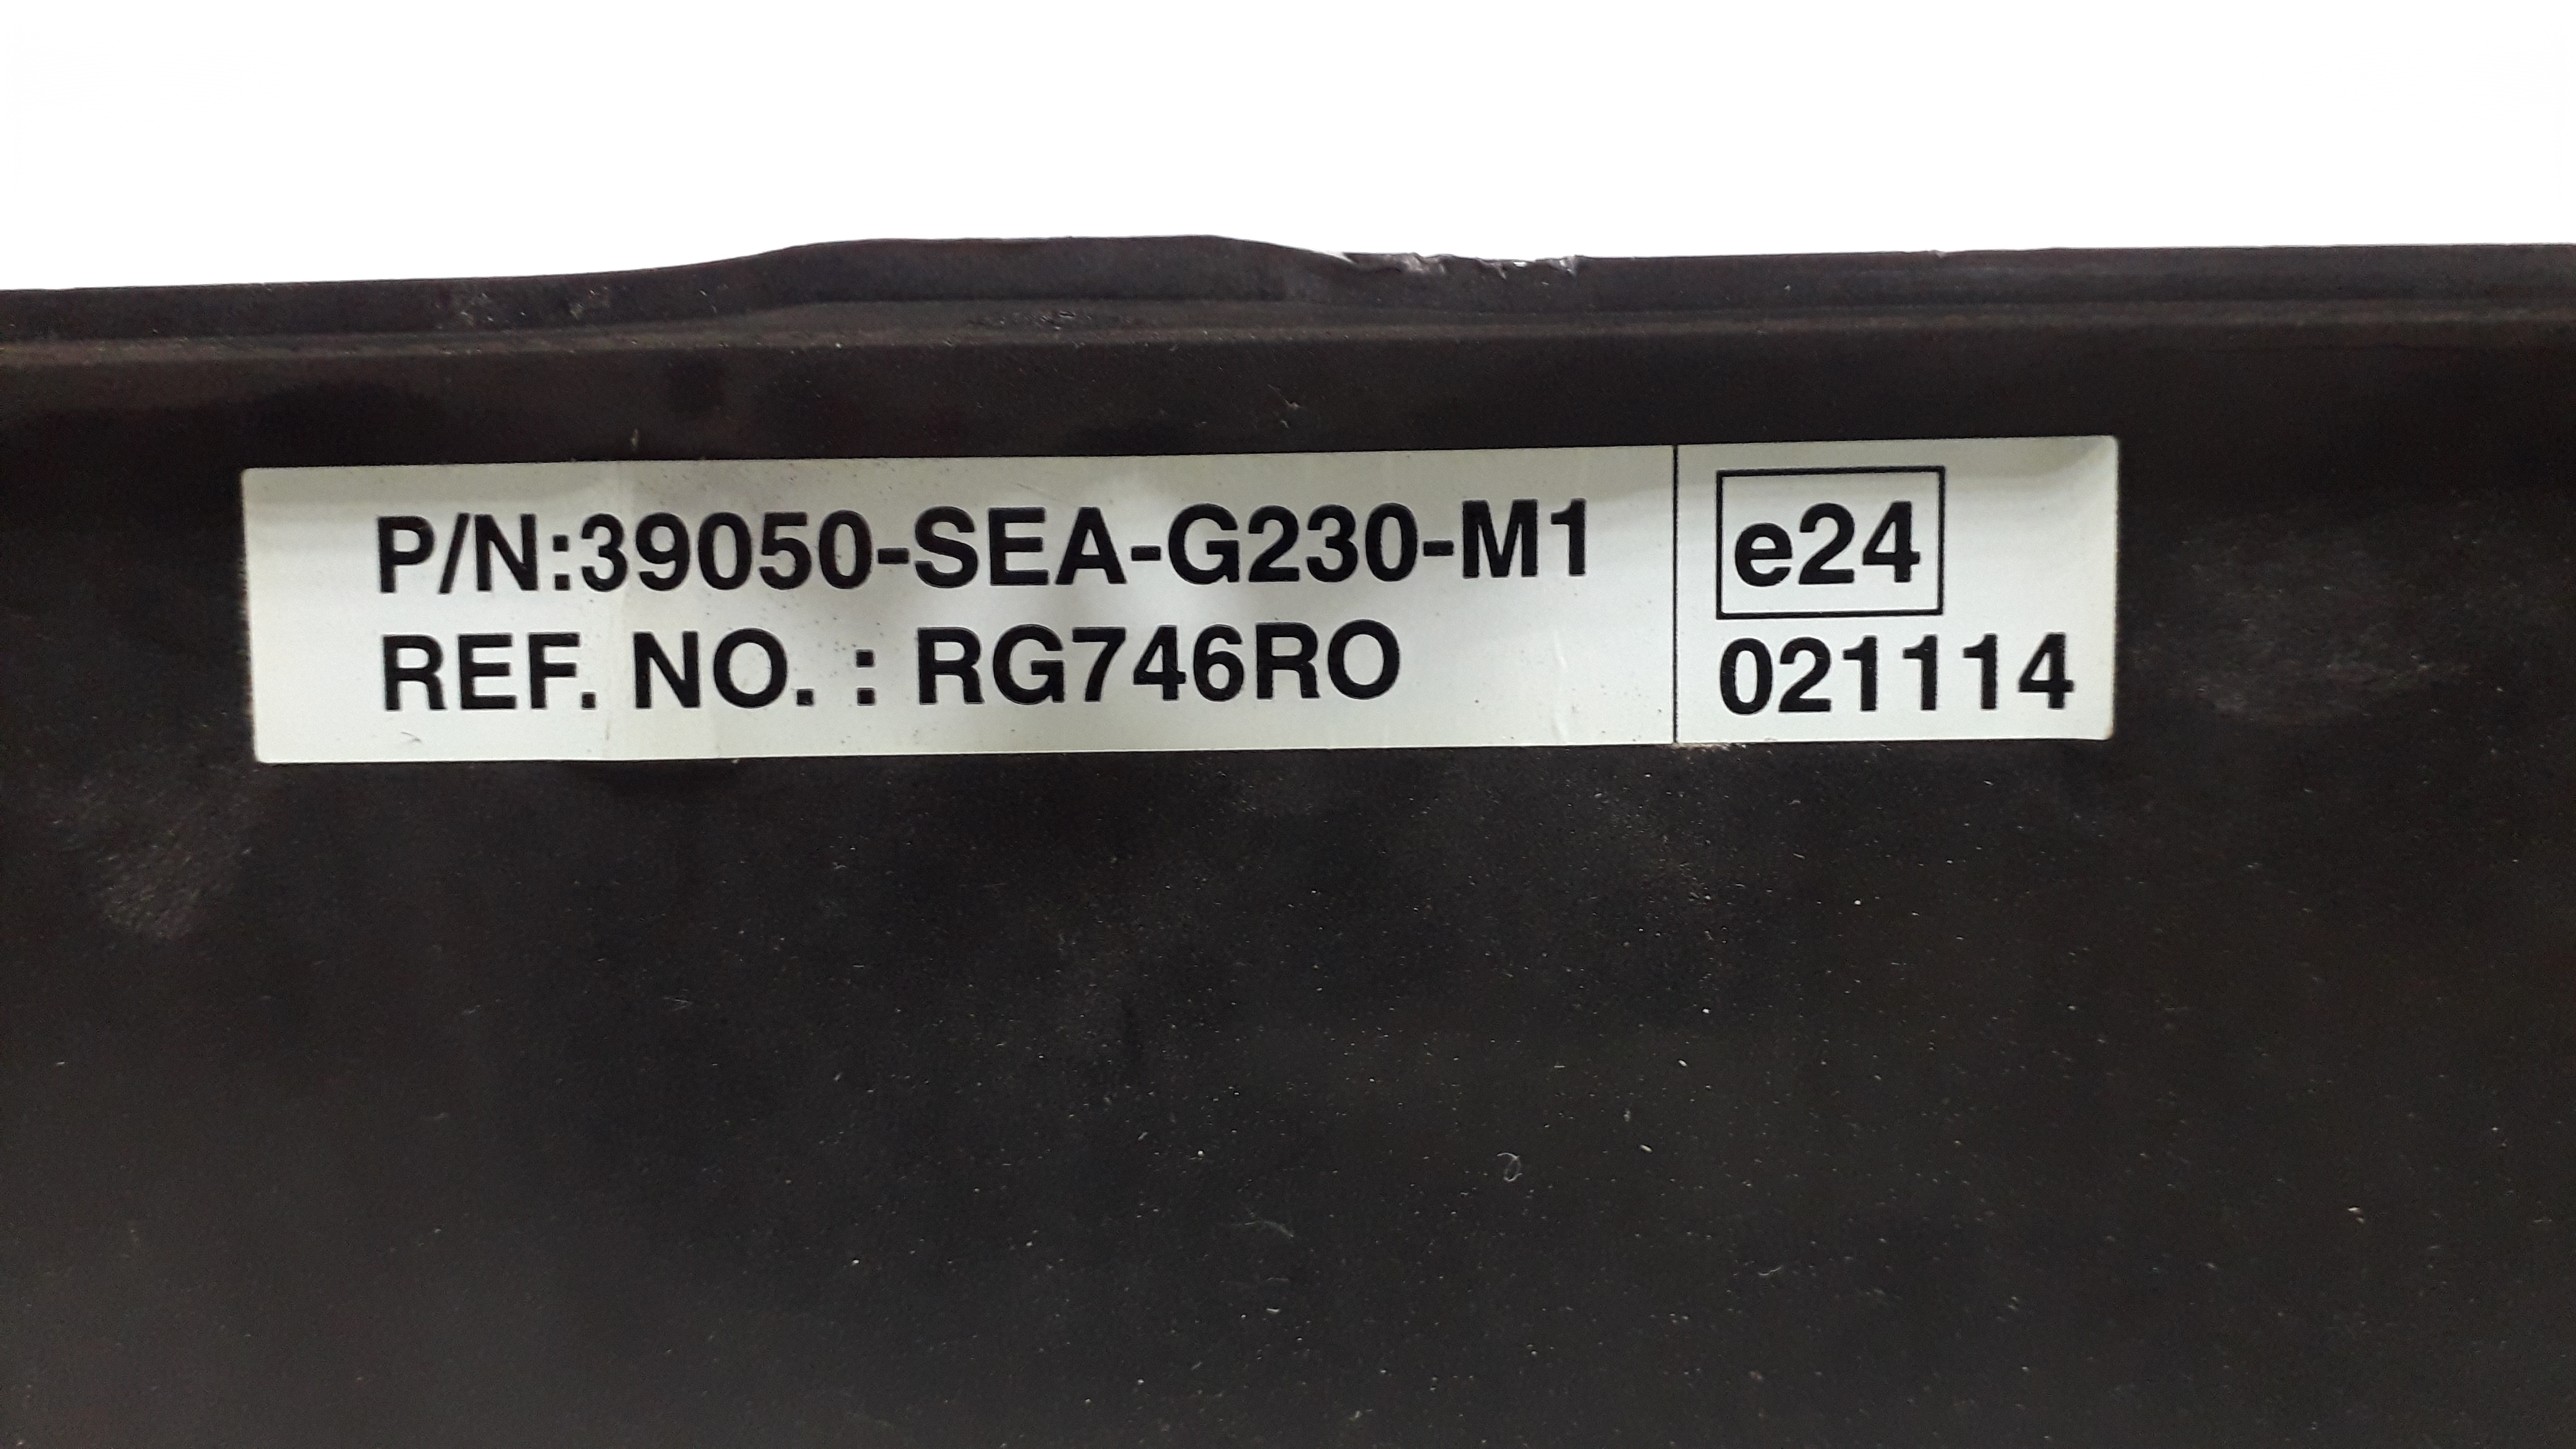 P/N:39050-SEA-G230-M1
REF. NO. : RG746RO
e24
021114